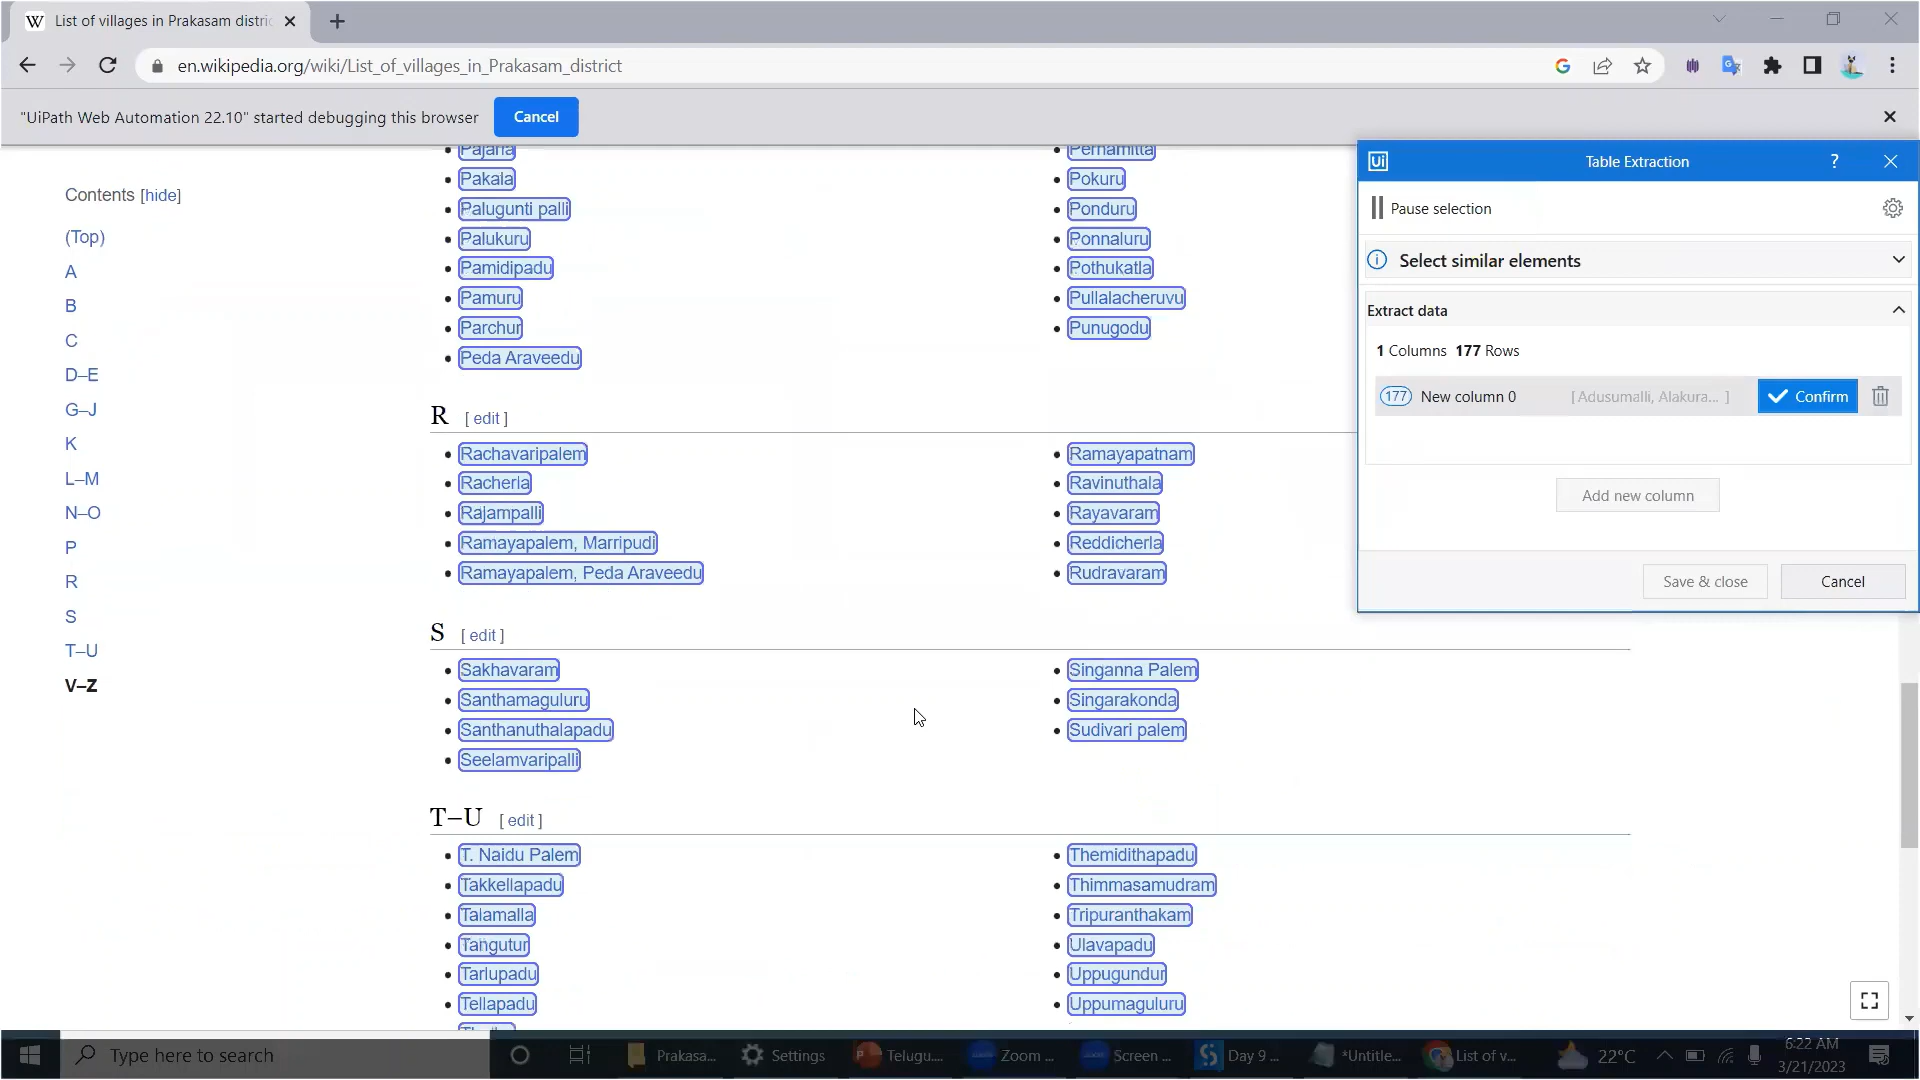 List of villages in Prakasam distric
en.wikipedia.org/wiki/List_of_villages_in_Prakasam_district
"UiPath Web Automation 22.10" started debugging this browser
Cancel
Contents [hide]
(Top)
A
B
C
D–E
G–J
K
L–M
N–O
P
R
S
T–U
V–Z
Pakala
Palugunti palli
Palukuru
Pamidipadu
Pamuru
Parchur
Peda Araveedu
Pernamitta
Pokuru
Ponduru
Ponnaluru
Pothukatla
Pullalacheruvu
Punugodu
R [ edit ]
Rachavaripalem
Racherla
Rajampalli
Ramayapalem, Marripudi
Ramayapalem, Peda Araveedu
Ramayapatnam
Ravinuthala
Rayavaram
Reddicherla
Rudravaram
S [ edit ]
Sakhavaram
Santhamaguluru
Santhanuthalapadu
Seelamvaripalli
Singanna Palem
Singarakonda
Sudivari palem
T–U [ edit ]
T. Naidu Palem
Takkellapadu
Talamalla
Tangutur
Tarlupadu
Tellapadu
Themidithapadu
Thimmasamudram
Tripuranthakam
Ulavapadu
Uppugundur
Uppumaguluru
Ui Table Extraction ?
Pause selection
Select similar elements
Extract data
1 Columns 177 Rows
177 New column 0 [ Adusumalli, Alakura... ] Confirm
Add new column
Save & close Cancel
Type here to search
Prakasa...
Settings
Telugu....
Zoom ...
Screen ...
Day 9 ...
*Untitle...
List of v...
22°C
6:22 AM
3/21/2023